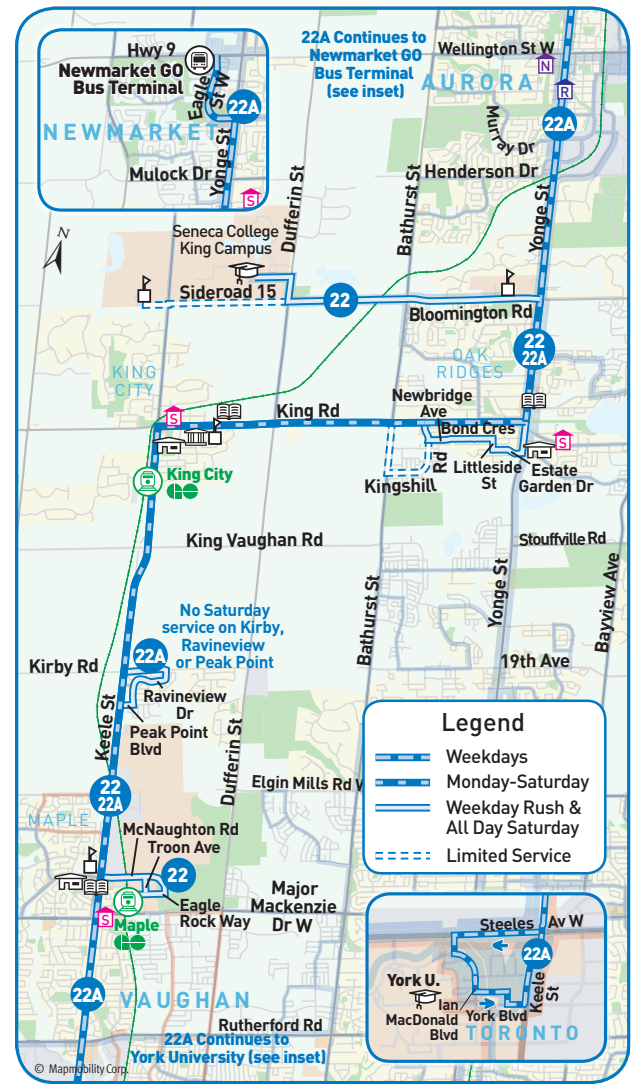 Hwy 9
Newmarket GO
Bus Terminal
Eagle
St W
22A
NEWMARKET
Yonge St
Mulock Dr
S
22A Continues to
Newmarket GO
Bus Terminal
(see inset)
Wellington St W
N
AURORA
R
22A
Murray Dr
Henderson Dr
Bathurst St
Yonge St
Dufferin St
N
Seneca College
King Campus
Sideroad 15
22
Bloomington Rd
22
22A
KING
CITY
OAK
RIDGES
S
King Rd
Newbridge
Ave
Bond Cres
S
Littleside
St
Estate
Garden Dr
Kingshill
Rd
King City
King Vaughan Rd
Stouffville Rd
Bathurst St
Yonge St
Bayview Ave
No Saturday
service on Kirby,
Ravineview
or Peak Point
22A
Kirby Rd
19th Ave
Ravineview
Dr
Peak Point
Blvd
Keele St
Dufferin St
Elgin Mills Rd W
22
22A
MAPLE
McNaughton Rd
Troon Ave
22
Eagle
Rock Way
Major
Mackenzie
Dr W
S
Maple
22A
VAUGHAN
Rutherford Rd
22A Continues to
York University (see inset)
Legend
Weekdays
Monday-Saturday
Weekday Rush &
All Day Saturday
Limited Service
Steeles Av W
22A
Keele
St
York U.
Ian
MacDonald
Blvd
York Blvd
TORONTO
© Mapmobility Corp.